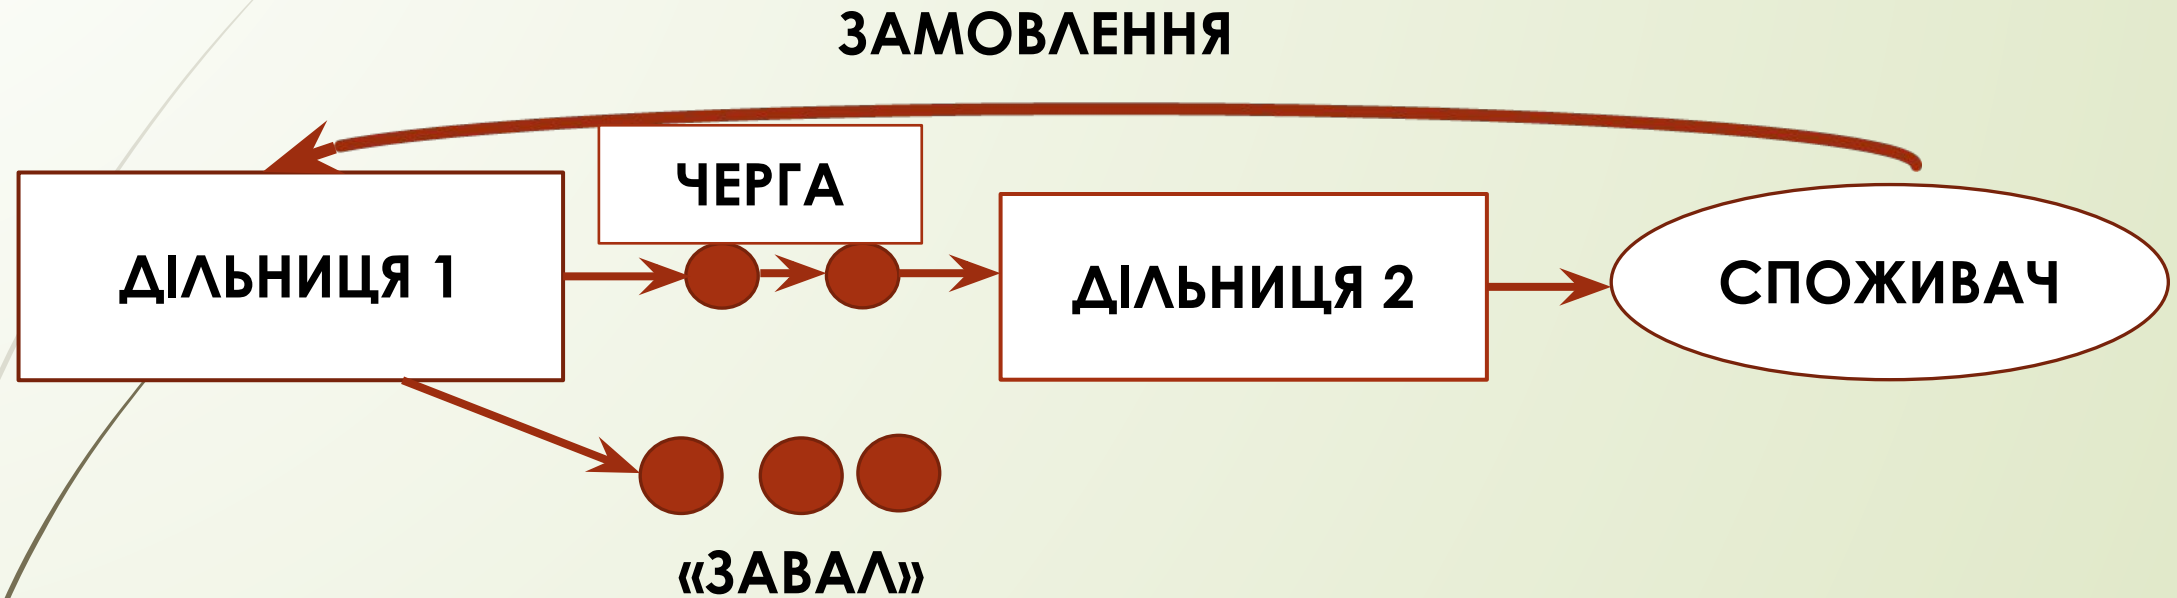 ЗАМОВЛЕННЯ
ЧЕРГА
ДІЛЬНИЦЯ 1
ДІЛЬНИЦЯ 2
СПОЖИВАЧ
«ЗАВАЛ»